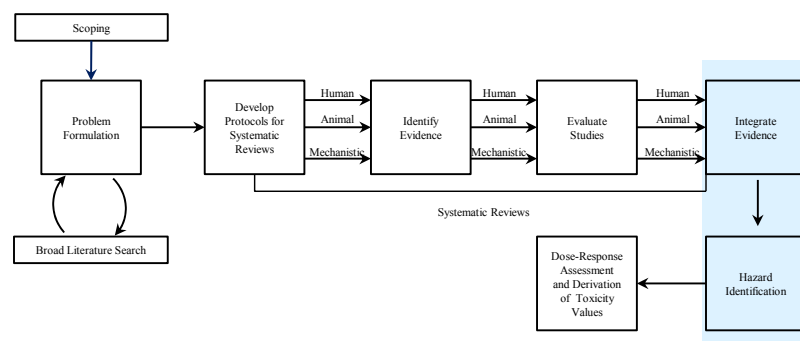 Scoping
Problem
Formulation
Broad Literature Search
Develop
Protocols for
Systematic
Reviews
Human
Animal
Mechanistic
Identify
Evidence
Human
Animal
Mechanistic
Evaluate
Studies
Human
Animal
Mechanistic
Integrate
Evidence
Systematic Reviews
Hazard
Identification
Dose-Response
Assessment
and Derivation
of Toxicity
Values